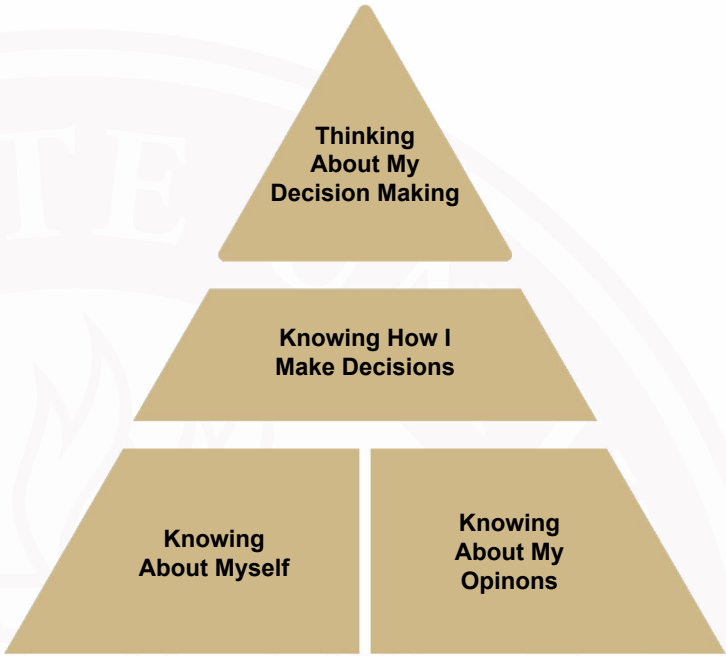 Thinking
About My
Decision Making
Knowing How I
Make Decisions
Knowing
About Myself
Knowing
About My
Opinons